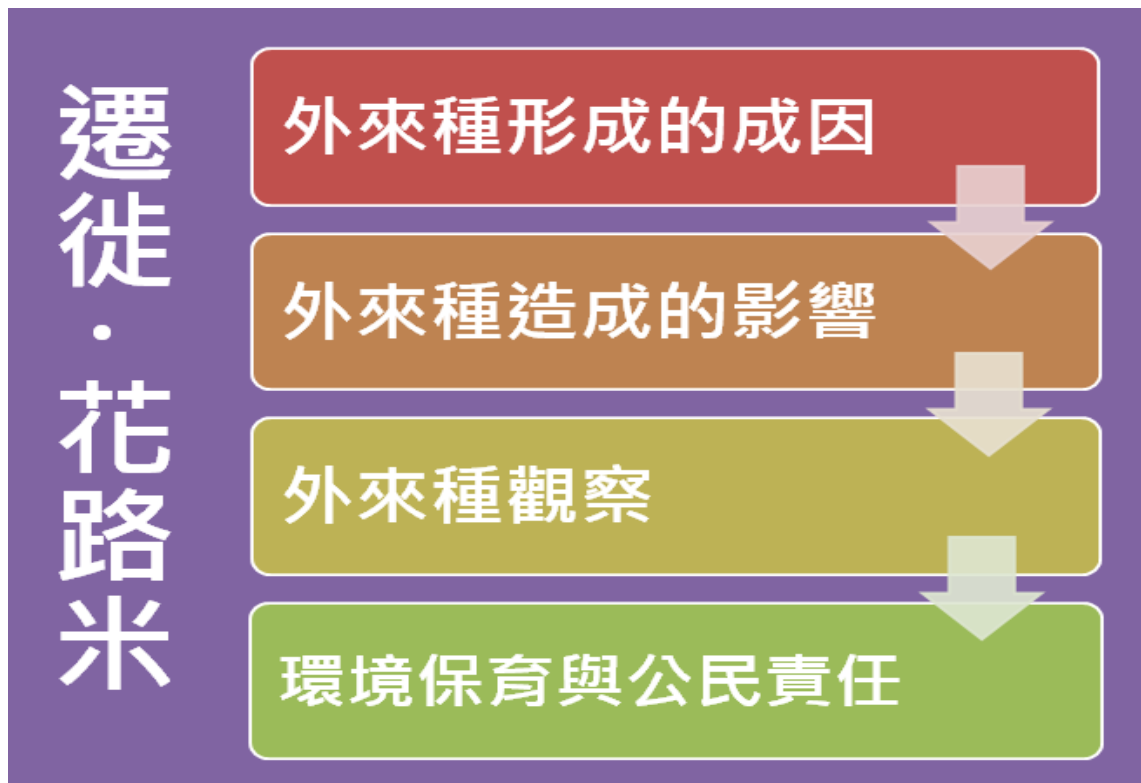 遷徙·花路米
外來種形成的成因
外來種造成的影響
外來種觀察
環境保育與公民責任